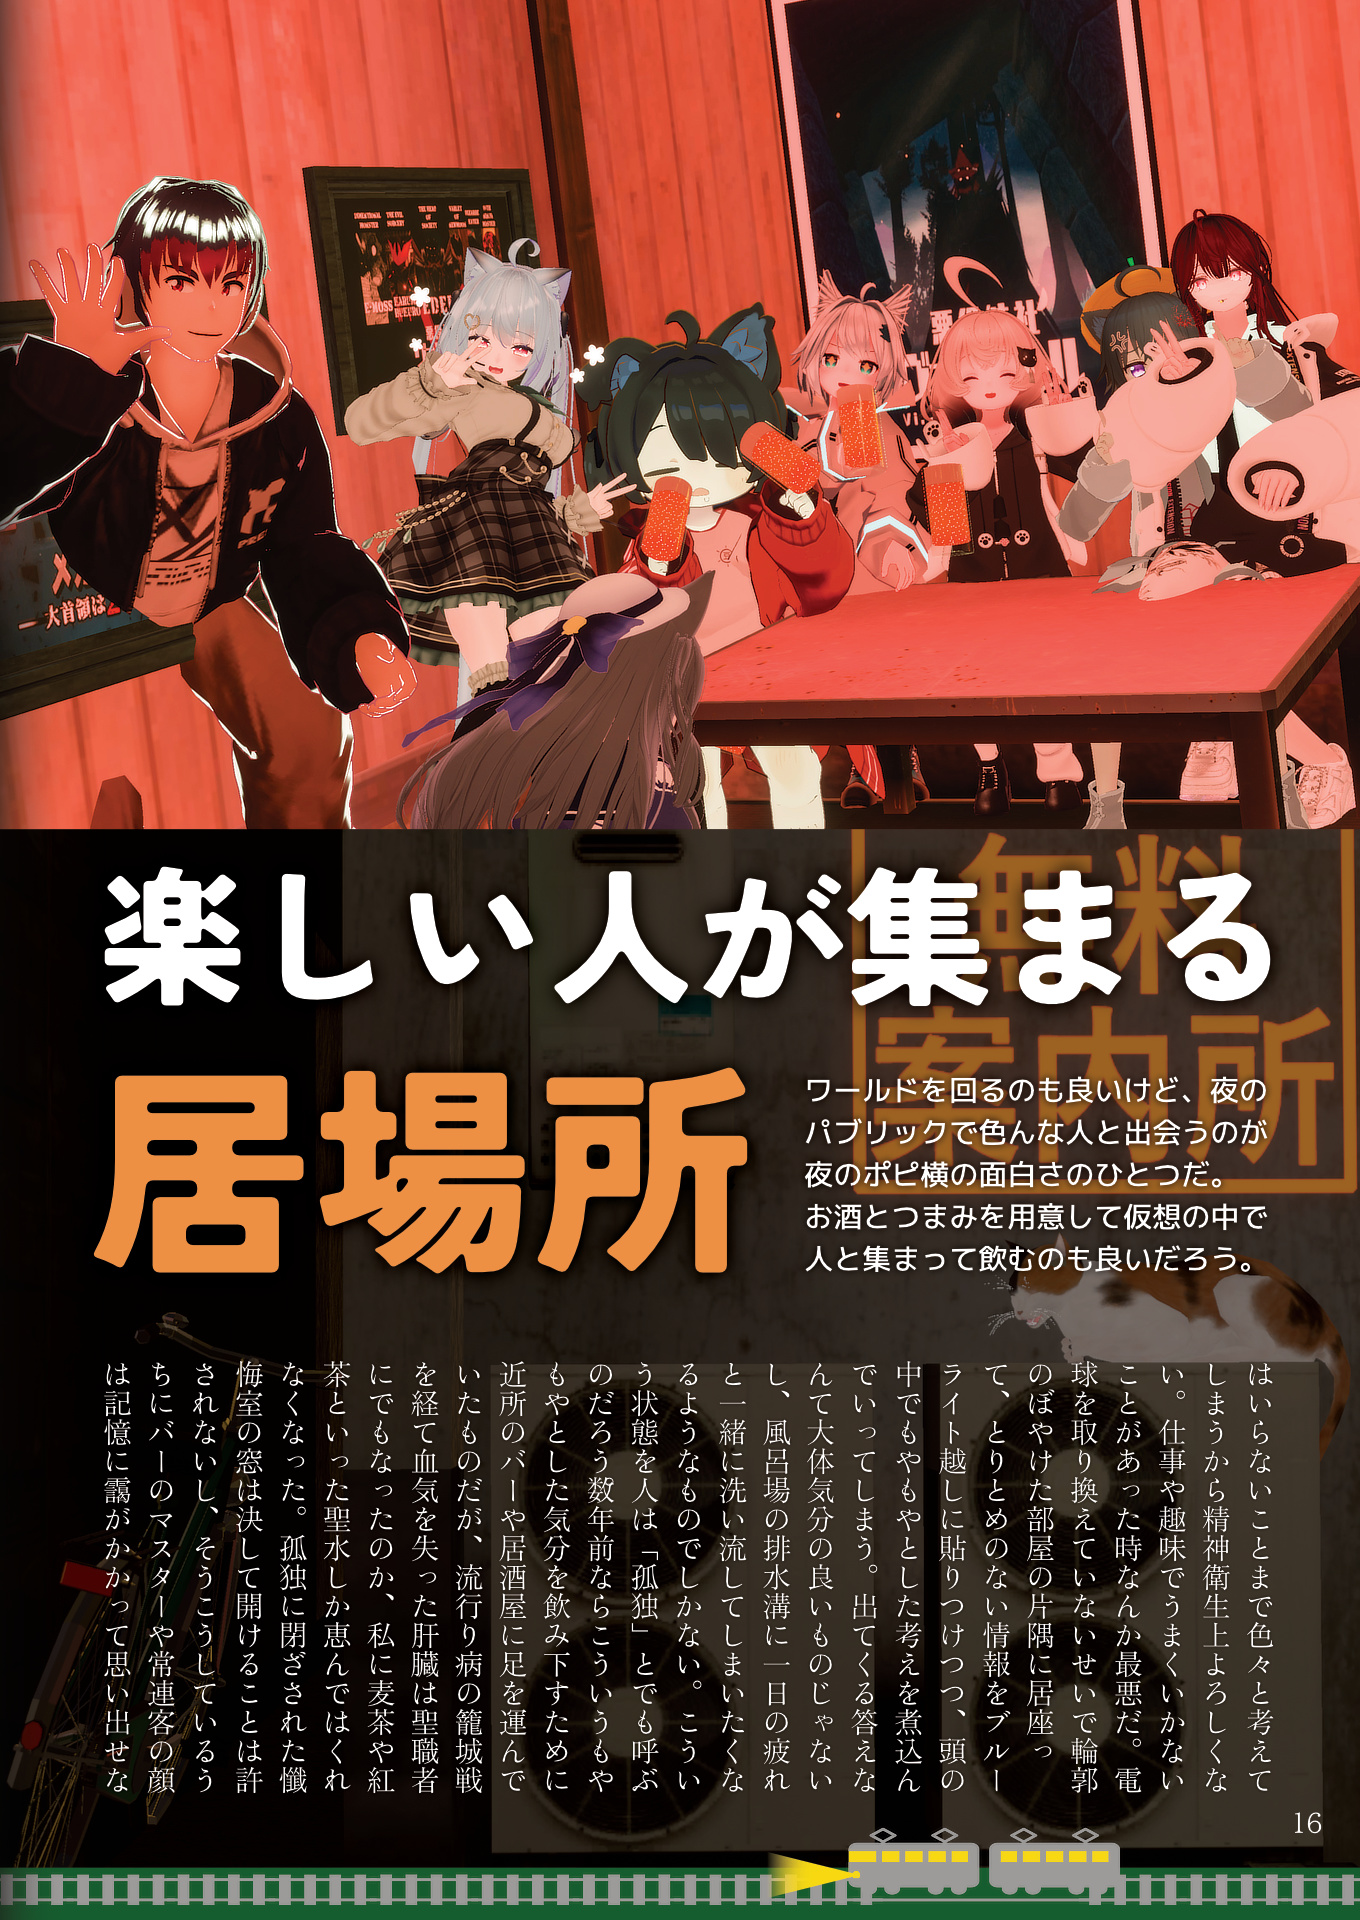 INSPECTIONAL MONSTER
THE EVIL SORCERY
THE HERO OF SOCIETY
大首領は
悪
社
楽しい人が集まる
居場所
無料
案内所
ワールドを回るのも良いけど、夜の
パブリックで色んな人と出会うのが
夜のポピ横の面白さのひとつだ。
お酒とつまみを用意して仮想の中で
人と集まって飲むのも良いだろう。
はいらないことまで色々と考えて
しまうから精神衛生上よろしくな
い。仕事や趣味でうまくいかない
ことがあった時なんか最悪だ。電
球を取り換えていないせいで輪郭
のぼやけた部屋の片隅に居座っ
て、とりとめのない情報をブルー
ライト越しに貼りつけつつ、頭の
中でもやもやとした考えを煮込ん
でいってしまう。出てくる答えな
んて大体気分の良いものじゃない
し、風呂場の排水溝に一日の疲れ
と一緒に洗い流してしまいたくな
るようなものでしかない。こうい
う状態を人は「孤独」とでも呼ぶ
のだろう数年前ならこういうもや
もやとした気分を飲み下すために
近所のバーや居酒屋に足を運んで
いたものだが、流行り病の籠城戦
を経て血気を失った肝臓は聖職者
にでもなったのか、私に麦茶や紅
茶といった聖水しか恵んではくれ
なくなった。孤独に閉ざされた懺
悔室の窓は決して開けることは許
されないし、そうこうしているう
ちにバーのマスターや常連客の顔
は記憶に靄がかかって思い出せな
16